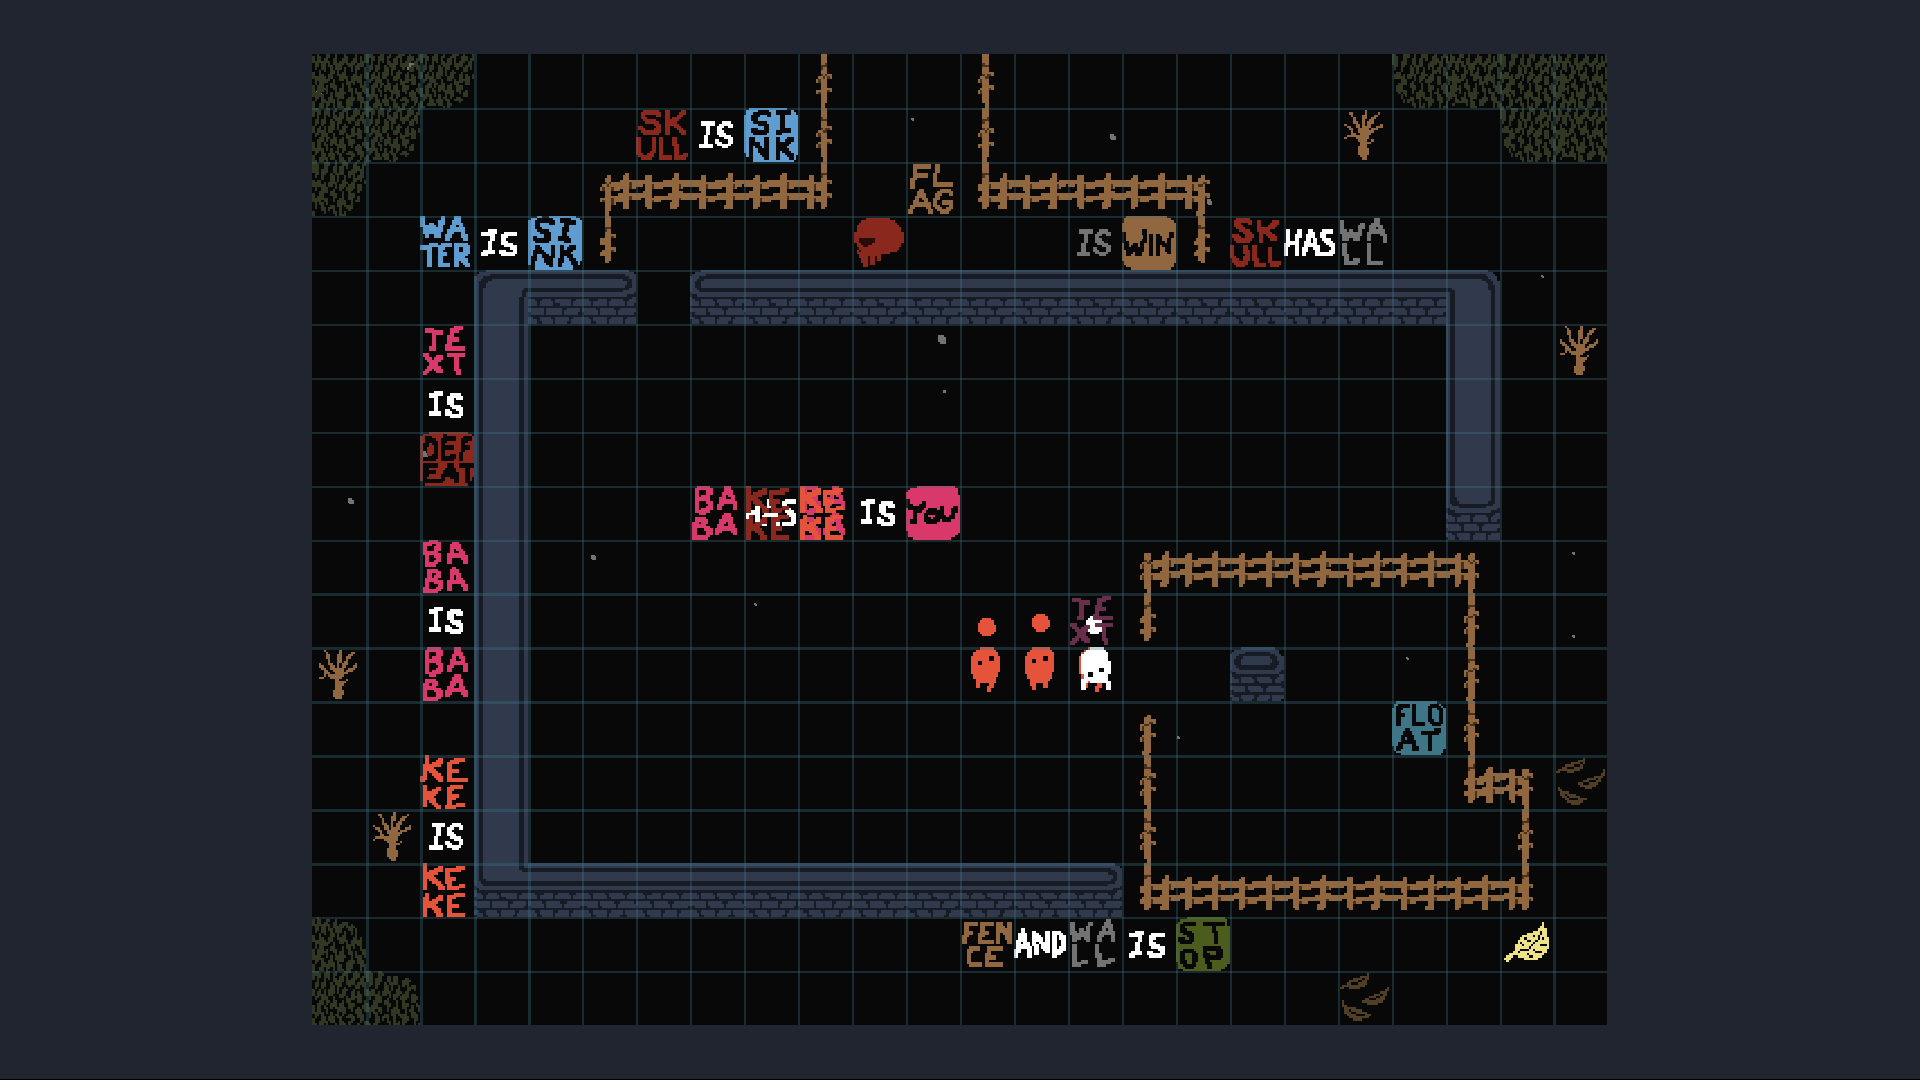 SKULL IS SINK
FLAG
WATER IS SINK
IS WIN
SKULL HAS WALL
TEXT
IS
DEFEAT
BABA
IS YOU
BABA
IS
BABA
TEXT
FLOAT
KEKE
IS
KEKE
FENCE AND WALL IS STOP